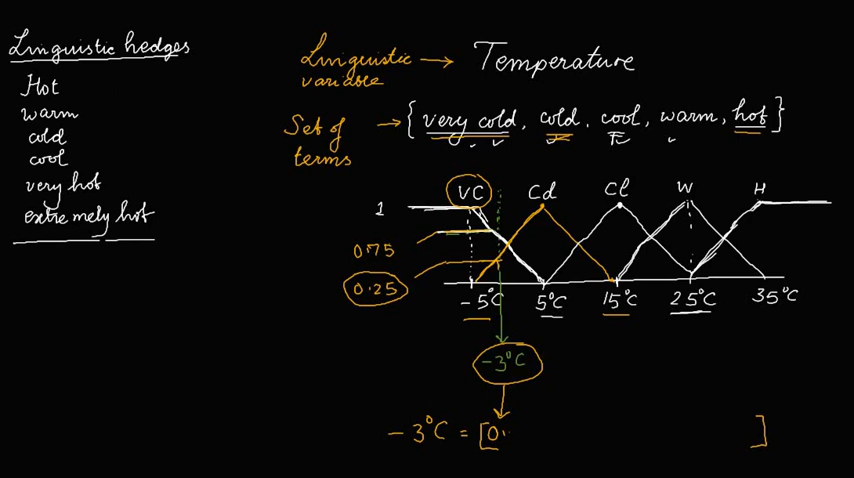 Linguistic hedges
Hot
warm
cold
cool
very hot
extremely hot
Linguistic variable → Temperature
Set of terms → {very cold, cold, cool, warm, hot}
VC Cd Cl W H
1
0.75
0.25
-5°C 5°C 15°C 25°C 35°C
-3°C
-3°C = [0. ]